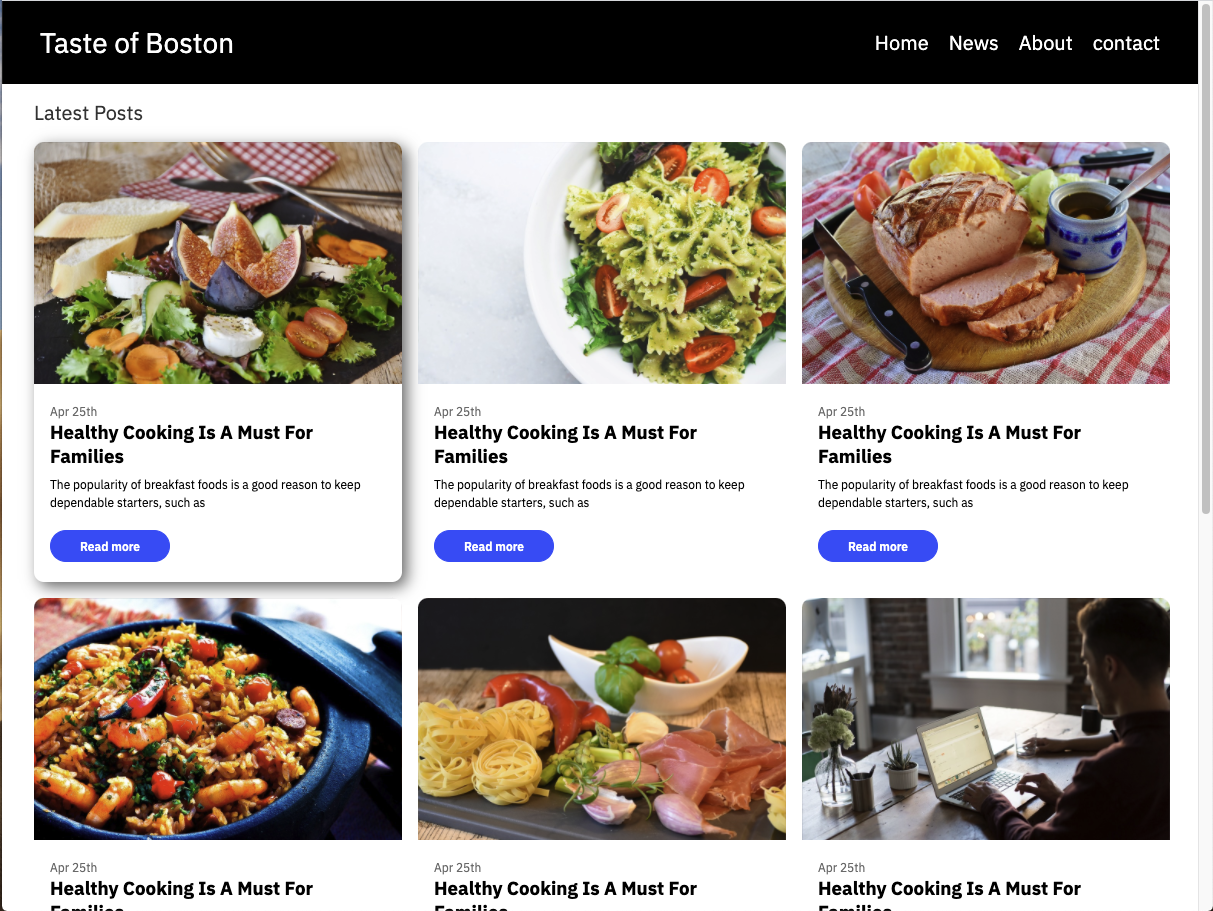 Taste of Boston
Home News About contact
Latest Posts
Apr 25th
Healthy Cooking Is A Must For
Families
The popularity of breakfast foods is a good reason to keep
dependable starters, such as
Read more
Apr 25th
Healthy Cooking Is A Must For
Families
The popularity of breakfast foods is a good reason to keep
dependable starters, such as
Read more
Apr 25th
Healthy Cooking Is A Must For
Families
The popularity of breakfast foods is a good reason to keep
dependable starters, such as
Read more
Apr 25th
Healthy Cooking Is A Must For
Families
Apr 25th
Healthy Cooking Is A Must For
Families
Apr 25th
Healthy Cooking Is A Must For
Families